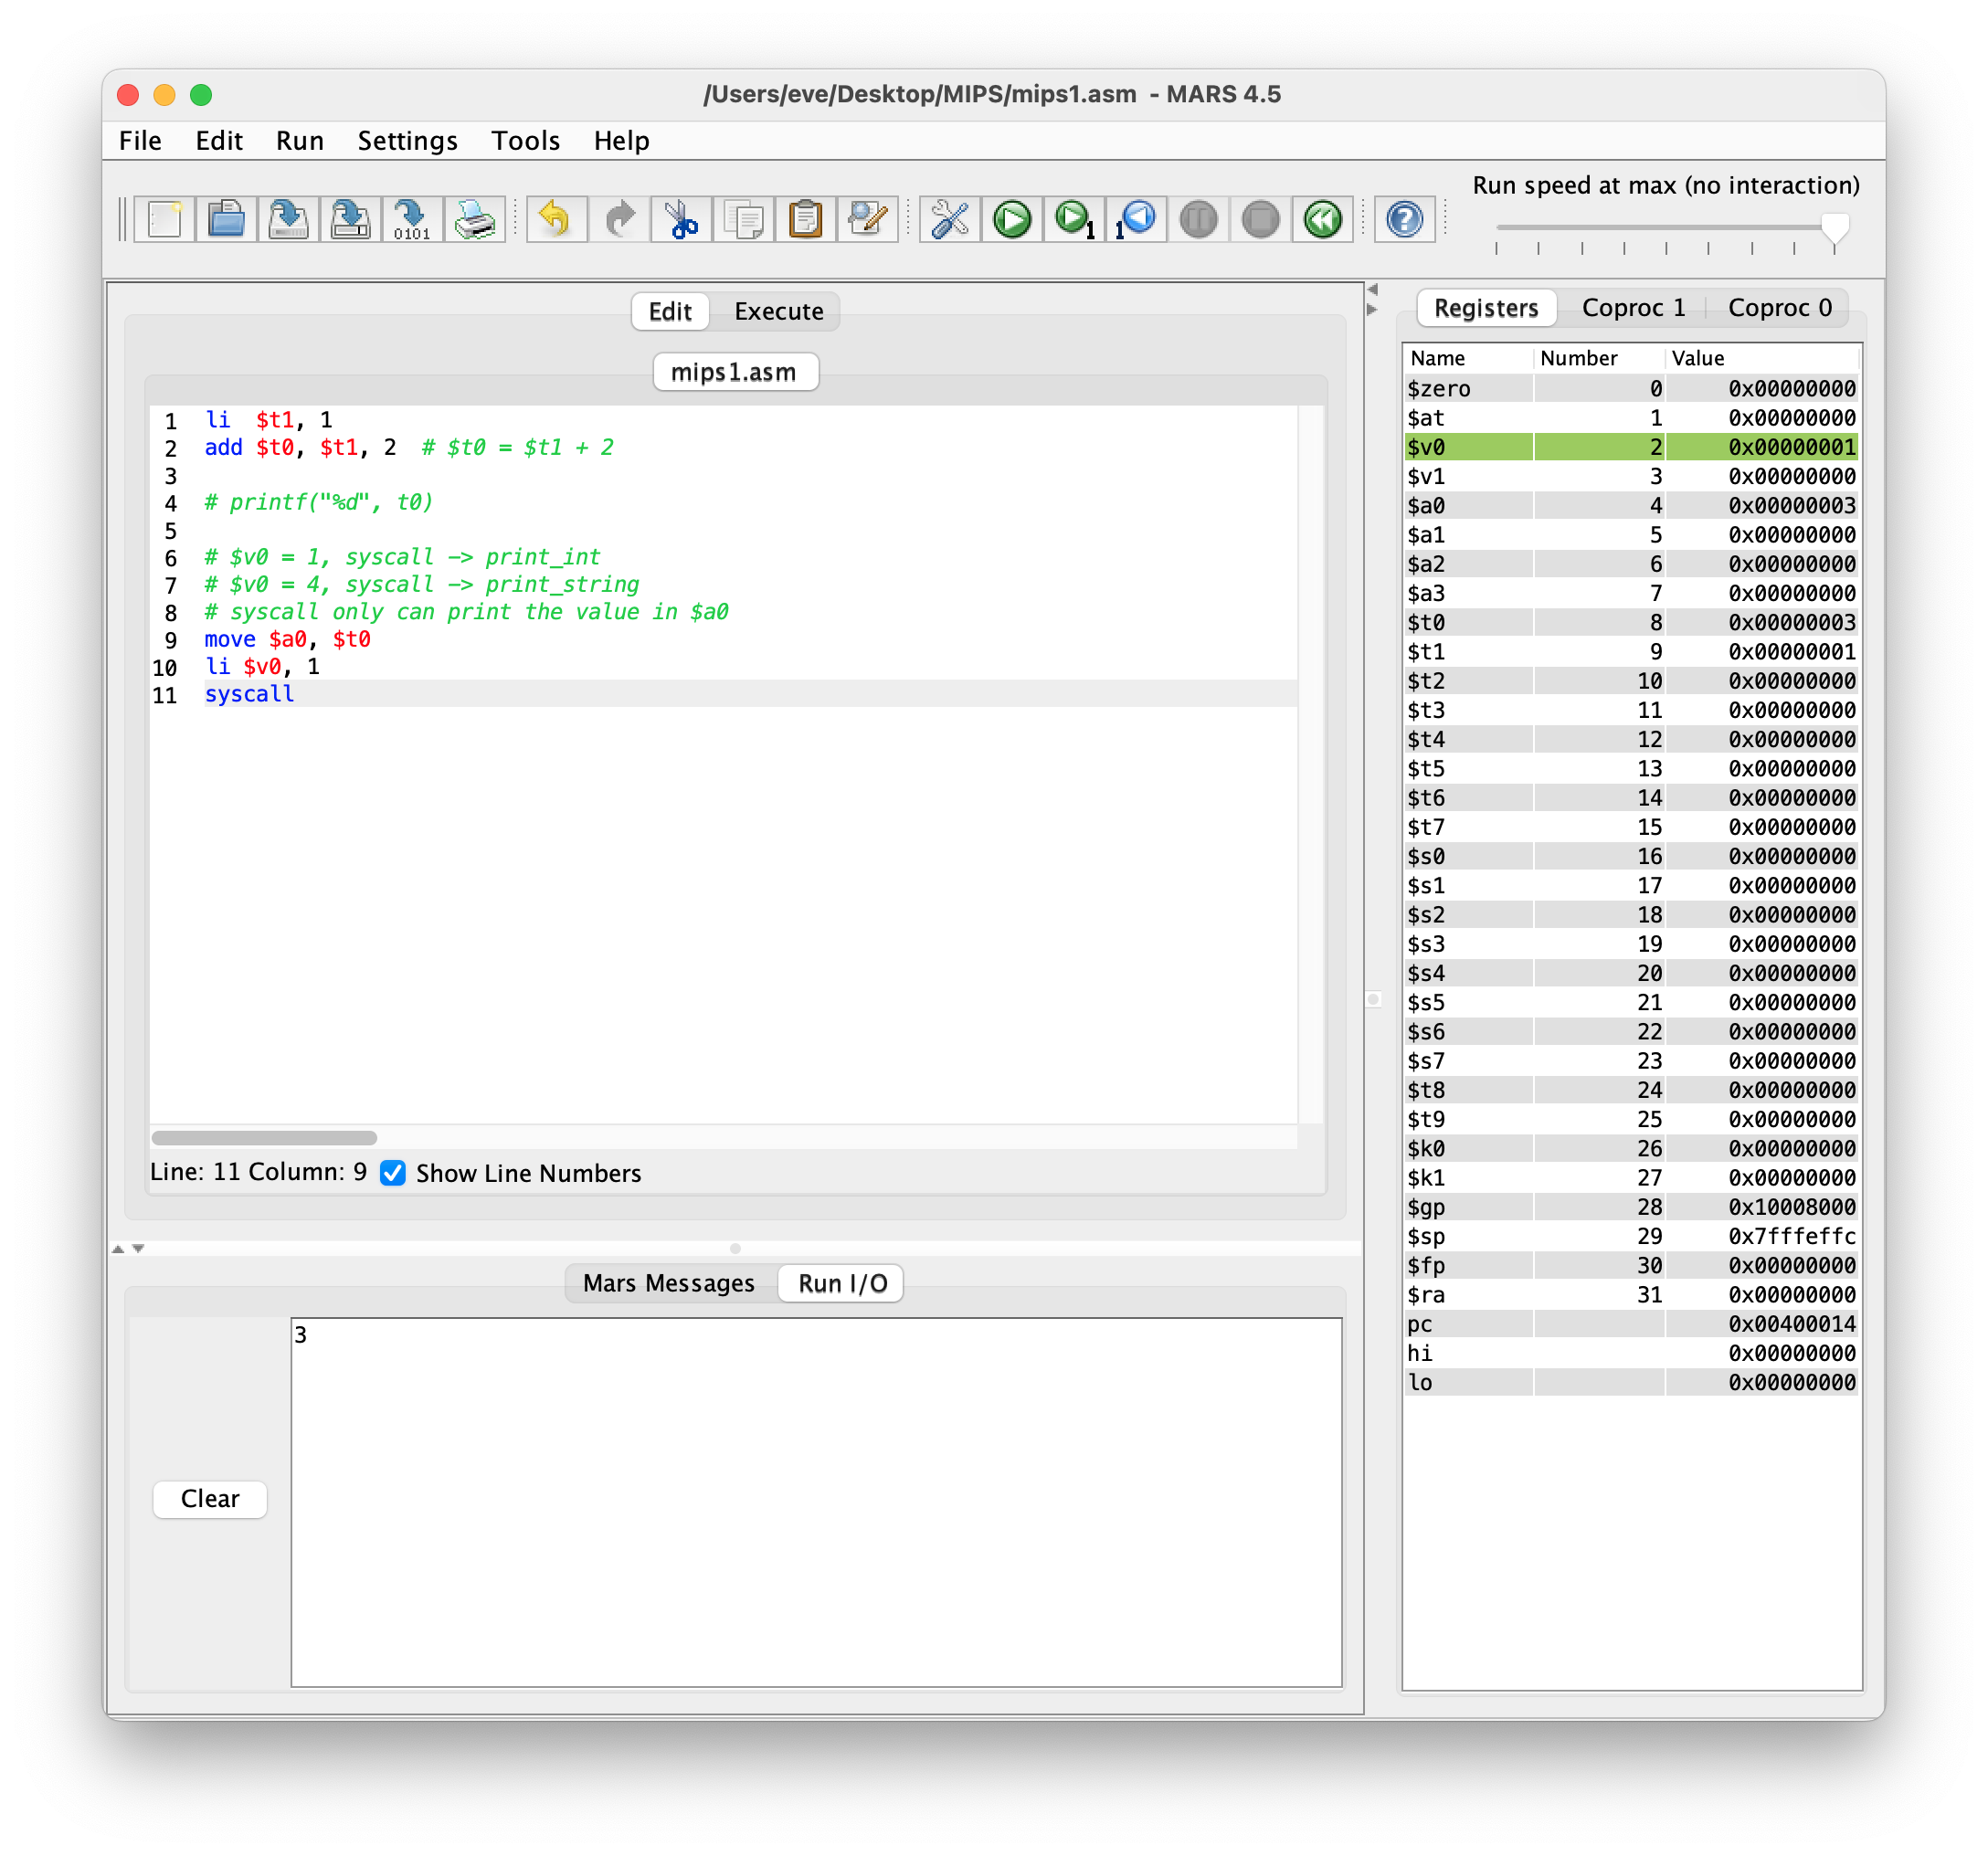 /Users/eve/Desktop/MIPS/mips1.asm - MARS 4.5
File Edit Run Settings Tools Help
Run speed at max (no interaction)
0101 1 1 ?
Edit Execute
mips1.asm
1 li $t1, 1
2 add $t0, $t1, 2 # $t0 = $t1 + 2
3
4 # printf("%d", t0)
5
6 # $v0 = 1, syscall -> print_int
7 # $v0 = 4, syscall -> print_string
8 # syscall only can print the value in $a0
9 move $a0, $t0
10 li $v0, 1
11 syscall
Line: 11 Column: 9 Show Line Numbers
Mars Messages Run I/O
3
Clear
Registers Coproc 1 Coproc 0
Name Number Value
$zero 0 0x00000000
$at 1 0x00000000
$v0 2 0x00000001
$v1 3 0x00000000
$a0 4 0x00000003
$a1 5 0x00000000
$a2 6 0x00000000
$a3 7 0x00000000
$t0 8 0x00000003
$t1 9 0x00000001
$t2 10 0x00000000
$t3 11 0x00000000
$t4 12 0x00000000
$t5 13 0x00000000
$t6 14 0x00000000
$t7 15 0x00000000
$s0 16 0x00000000
$s1 17 0x00000000
$s2 18 0x00000000
$s3 19 0x00000000
$s4 20 0x00000000
$s5 21 0x00000000
$s6 22 0x00000000
$s7 23 0x00000000
$t8 24 0x00000000
$t9 25 0x00000000
$k0 26 0x00000000
$k1 27 0x00000000
$gp 28 0x10008000
$sp 29 0x7fffeffc
$fp 30 0x00000000
$ra 31 0x00000000
pc 0x00400014
hi 0x00000000
lo 0x00000000